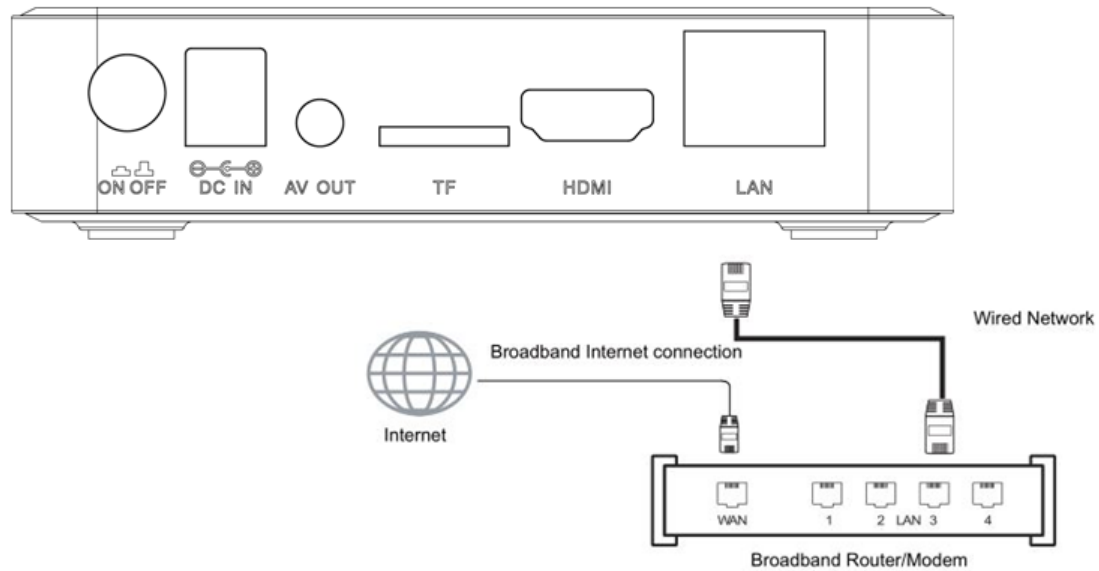 ON OFF DC IN AV OUT TF HDMI LAN
Wired Network
Broadband Internet connection
Internet
WAN 1 2 LAN 3 4
Broadband Router/Modem